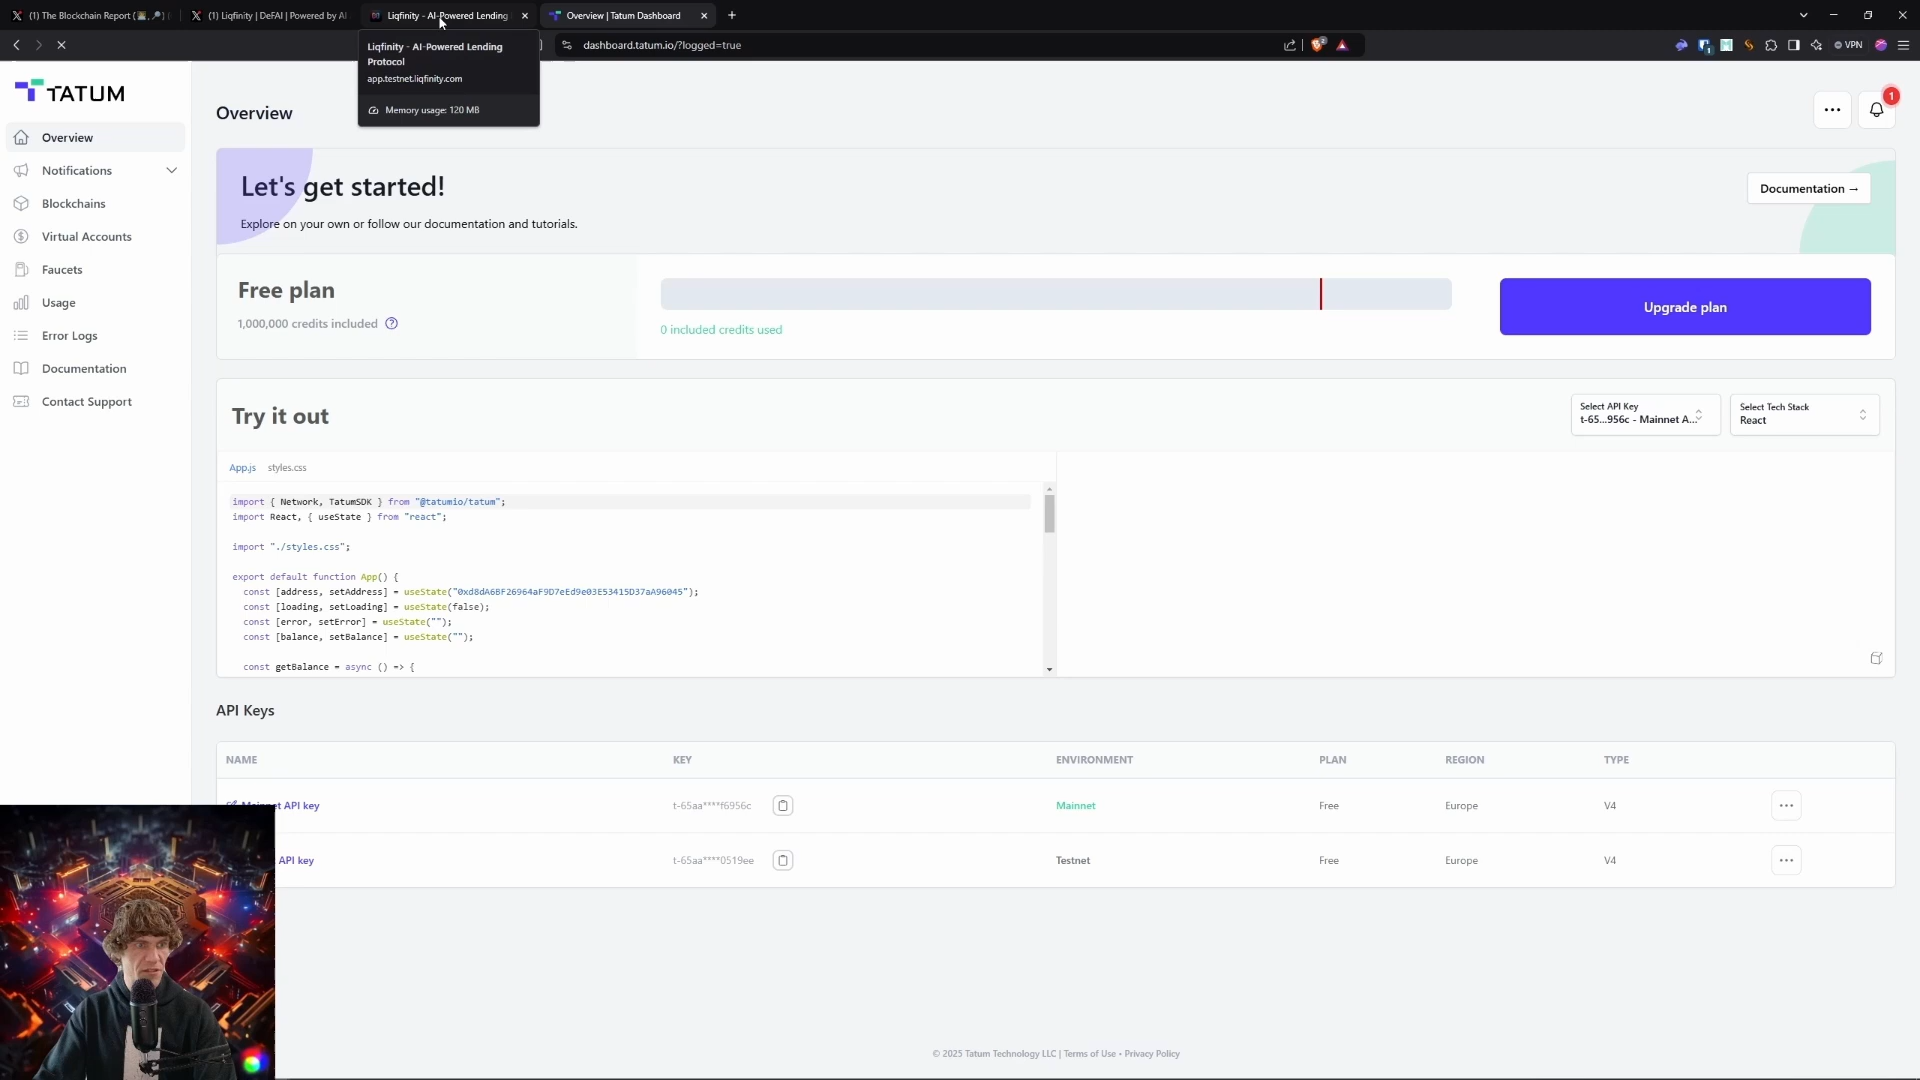 (1) The Blockchain Report (
(1) Liqfinity | DeFAI | Powered by AI
Liqfinity - AI-Powered Lending
Overview | Tatum Dashboard
dashboard.tatum.io/?logged=true
2
1
VPN
Liqfinity - AI-Powered Lending
Protocol
app.testnet.liqfinity.com
Memory usage: 120 MB
TATUM
Overview
Notifications
Blockchains
Virtual Accounts
Faucets
Usage
Error Logs
Documentation
Contact Support
Overview
1
Let's get started!
Explore on your own or follow our documentation and tutorials.
Documentation →
Free plan
1,000,000 credits included
0 included credits used
Upgrade plan
Try it out
Select API Key
t-65...956c - Mainnet A...
Select Tech Stack
React
App.js styles.css
import { Network, TatumSDK } from "@tatumio/tatum";
import React, { useState } from "react";
import "./styles.css";
export default function App() {
const [address, setAddress] = useState("0xd8dA6BF26964aF9D7eEd9e03E53415D37aA96045");
const [loading, setLoading] = useState(false);
const [error, setError] = useState("");
const [balance, setBalance] = useState("");
const getBalance = async () => {
API Keys
NAME KEY ENVIRONMENT PLAN REGION TYPE
Mainnet API key t-65aa****f6956c Mainnet Free Europe V4
API key t-65aa****0519ee Testnet Free Europe V4
© 2025 Tatum Technology LLC | Terms of Use • Privacy Policy